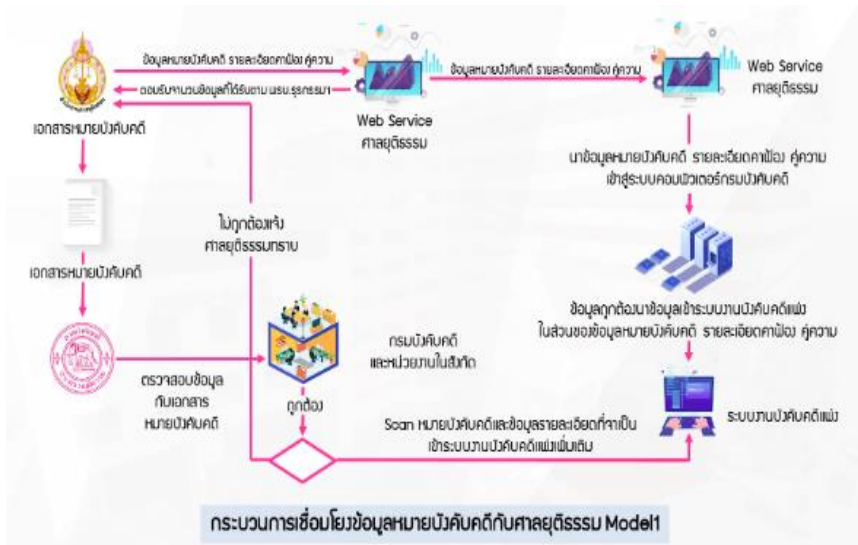 ข้อมูลหมายบังคับคดี รายละเอียดคำฟ้อง คู่ความ
ตอบรับจำนวนข้อมูลที่ได้รับตาม พรบ.ธุรกรรมฯ
เอกสารหมายบังคับคดี
Web Service
ศาลยุติธรรม
ข้อมูลหมายบังคับคดี รายละเอียดคำฟ้อง คู่ความ
Web Service
ศาลยุติธรรม
นำข้อมูลหมายบังคับคดี รายละเอียดคำฟ้อง คู่ความ
เข้าสู่ระบบคอมพิวเตอร์กรมบังคับคดี
ไม่ถูกต้องแจ้ง
ศาลยุติธรรมทราบ
เอกสารหมายบังคับคดี
ข้อมูลถูกต้องนำข้อมูลเข้าระบบงานบังคับคดีแพ่ง
ในส่วนของข้อมูลหมายบังคับคดี รายละเอียดคำฟ้อง คู่ความ
กรมบังคับคดี
และหน่วยงานในสังกัด
ตรวจสอบข้อมูล
กับเอกสาร
หมายบังคับคดี
ถูกต้อง
Scan หมายบังคับคดีและข้อมูลรายละเอียดที่จำเป็น
เข้าระบบงานบังคับคดีแพ่งเพิ่มเติม
ระบบงานบังคับคดีแพ่ง
กระบวนการเชื่อมโยงข้อมูลหมายบังคับคดีกับศาลยุติธรรม Model1